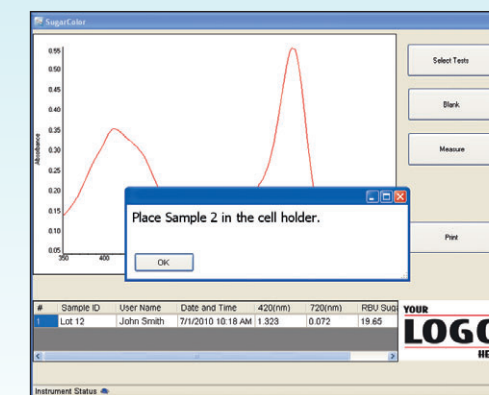 SugarColor
0.55
0.50
0.45
0.40
0.35
0.30
0.25
0.20
0.15
0.10
0.05
Absorbance
350 400
Select Tests
Blank
Measure
Print
Place Sample 2 in the cell holder.
OK
# Sample ID User Name Date and Time 420(nm) 720(nm) RBU Suga
1 Lot 12 John Smith 7/1/2010 10:18 AM 1.323 0.072 19.65
YOUR
LOGO
HE
Instrument Status